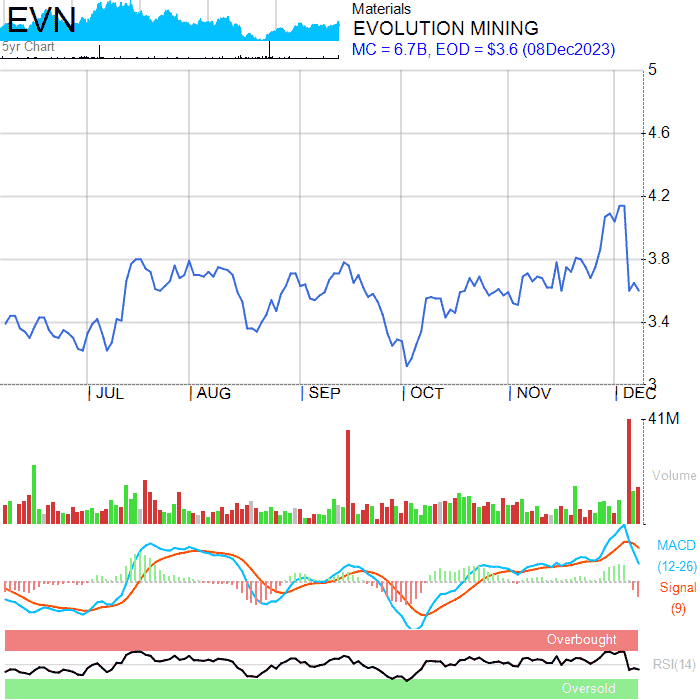 EVN
5yr Chart
Materials
EVOLUTION MINING
MC = 6.7B, EOD = $3.6 (08Dec2023)
5
4.6
4.2
3.8
3.4
3
JUL AUG SEP OCT NOV DEC
41M
Volume
MACD
(12-26)
Signal
(9)
Overbought
RSI(14)
Oversold